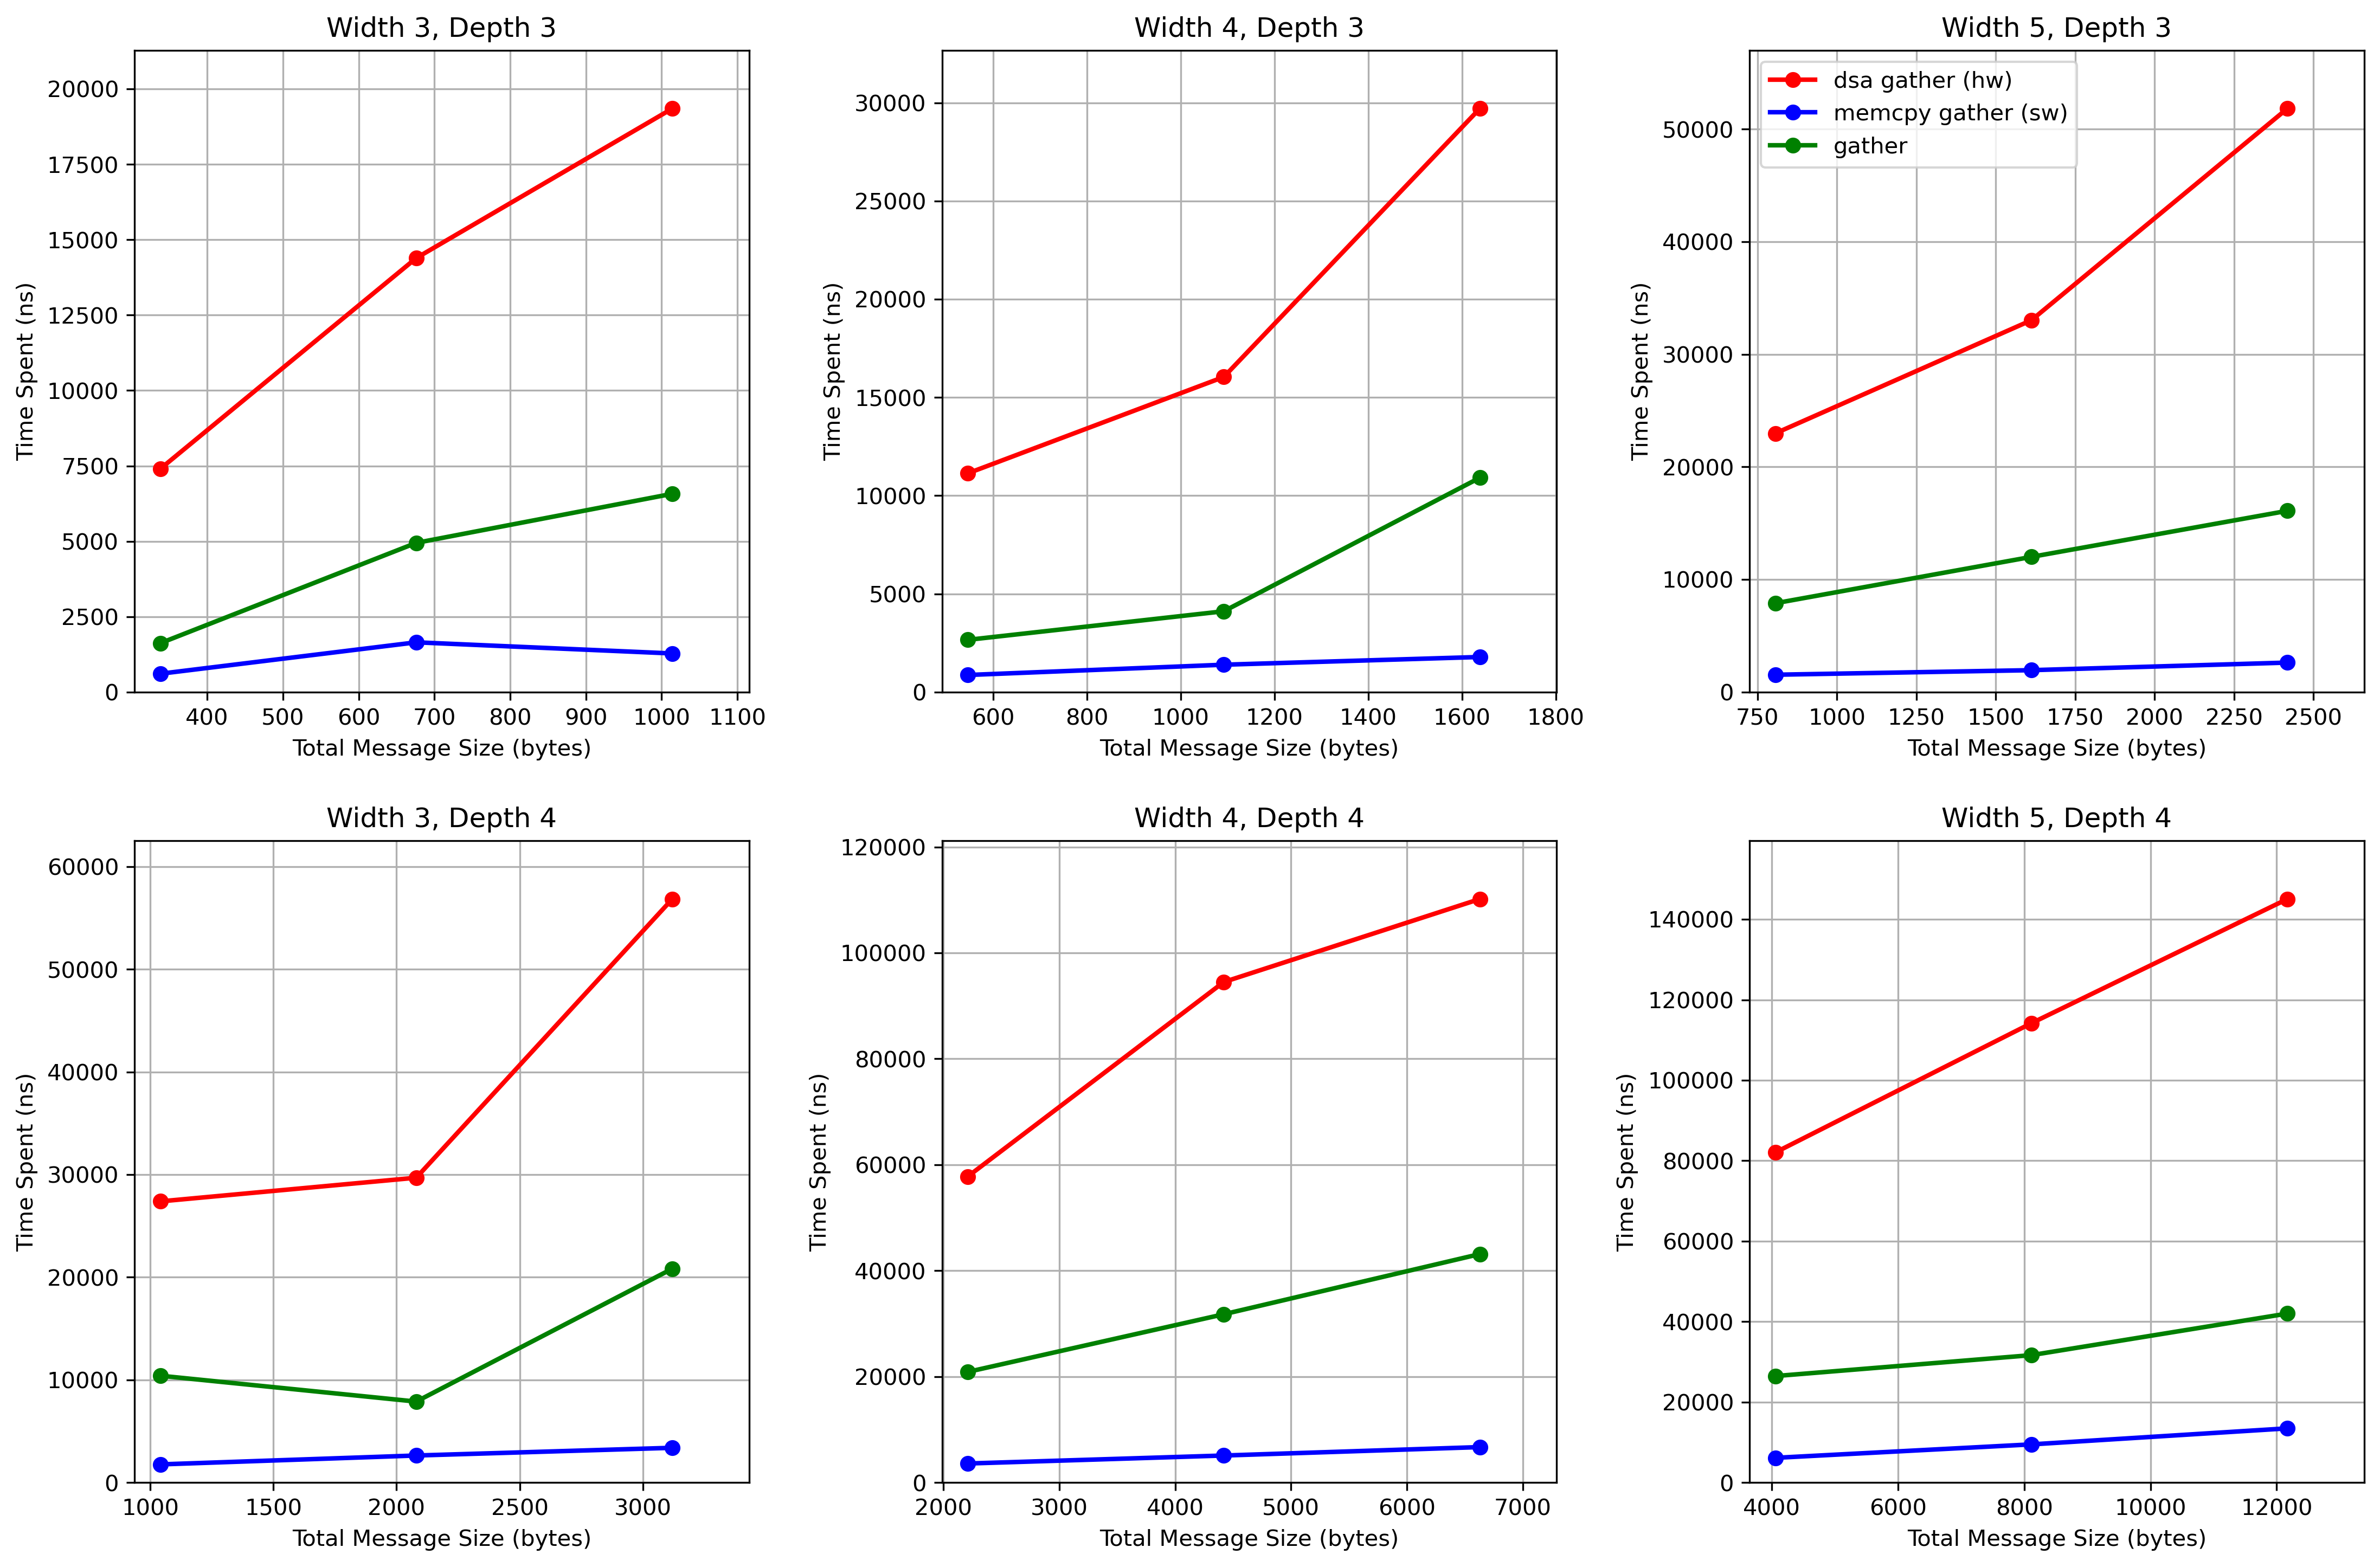 Width 3, Depth 3
20000
17500
15000
12500
10000
7500
5000
2500
0
Time Spent (ns)
400 500 600 700 800 900 1000 1100
Total Message Size (bytes)
Width 4, Depth 3
30000
25000
20000
15000
10000
5000
0
Time Spent (ns)
600 800 1000 1200 1400 1600 1800
Total Message Size (bytes)
Width 5, Depth 3
dsa gather (hw)
memcpy gather (sw)
gather
50000
40000
30000
20000
10000
0
Time Spent (ns)
750 1000 1250 1500 1750 2000 2250 2500
Total Message Size (bytes)
Width 3, Depth 4
60000
50000
40000
30000
20000
10000
0
Time Spent (ns)
1000 1500 2000 2500 3000
Total Message Size (bytes)
Width 4, Depth 4
120000
100000
80000
60000
40000
20000
0
Time Spent (ns)
2000 3000 4000 5000 6000 7000
Total Message Size (bytes)
Width 5, Depth 4
140000
120000
100000
80000
60000
40000
20000
0
Time Spent (ns)
4000 6000 8000 10000 12000
Total Message Size (bytes)